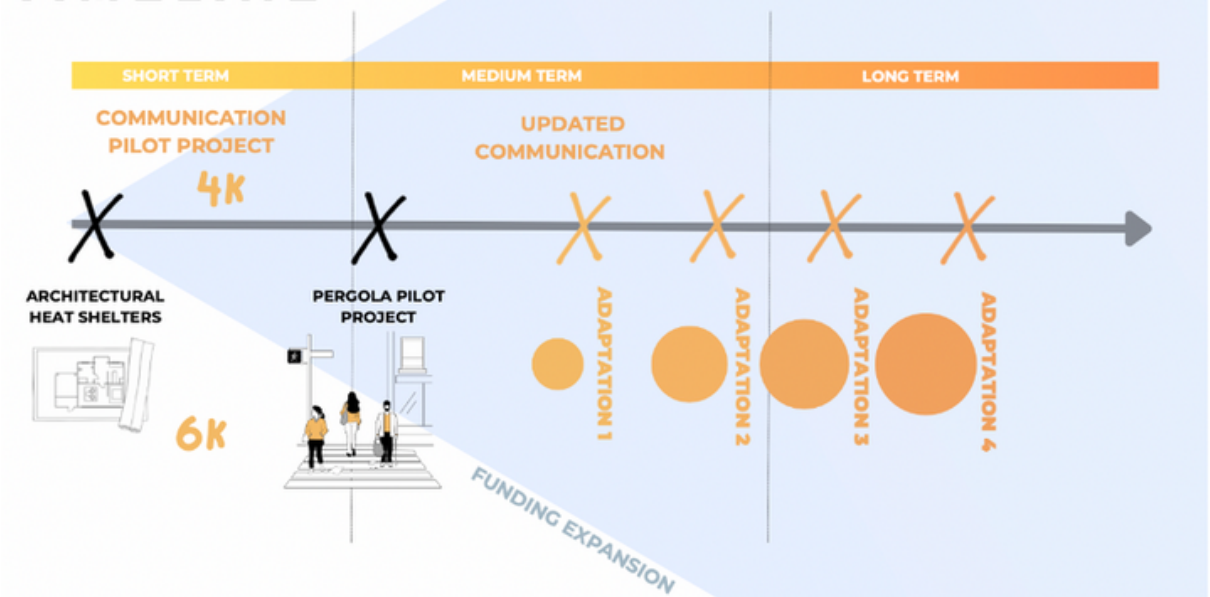 SHORT TERM
MEDIUM TERM
LONG TERM
COMMUNICATION
PILOT PROJECT
4K
UPDATED
COMMUNICATION
ARCHITECTURAL
HEAT SHELTERS
PERGOLA PILOT
PROJECT
6K
ADAPTATION 1
ADAPTATION 2
ADAPTATION 3
ADAPTATION 4
FUNDING EXPANSION